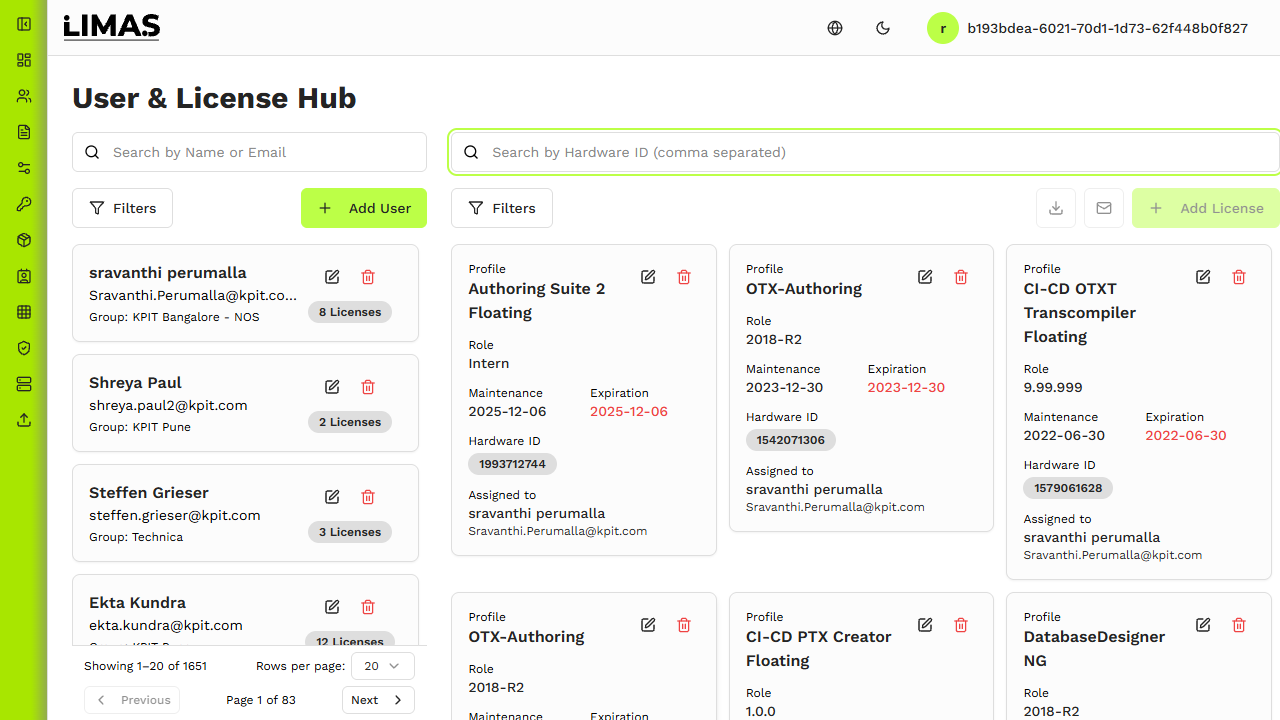 LIMAS
r
b193bdea-6021-70d1-1d73-62f448b0f827
User & License Hub
Search by Name or Email
Search by Hardware ID (comma separated)
Filters
Add User
Filters
Add License
sravanthi perumalla
Sravanthi.Perumalla@kpit.co...
Group: KPIT Bangalore - NOS
8 Licenses
Shreya Paul
shreya.paul2@kpit.com
Group: KPIT Pune
2 Licenses
Steffen Grieser
steffen.grieser@kpit.com
Group: Technica
3 Licenses
Ekta Kundra
ekta.kundra@kpit.com
12 Licenses
Showing 1–20 of 1651
Rows per page:
20
Previous
Page 1 of 83
Next
Profile
Authoring Suite 2
Floating
Role
Intern
Maintenance
Expiration
2025-12-06
2025-12-06
Hardware ID
1993712744
Assigned to
sravanthi perumalla
Sravanthi.Perumalla@kpit.com
Profile
OTX-Authoring
Role
2018-R2
Maintenance
Expiration
2023-12-30
2023-12-30
Hardware ID
1542071306
Assigned to
sravanthi perumalla
Sravanthi.Perumalla@kpit.com
Profile
CI-CD OTXT
Transcompiler
Floating
Role
9.99.999
Maintenance
Expiration
2022-06-30
2022-06-30
Hardware ID
1579061628
Assigned to
sravanthi perumalla
Sravanthi.Perumalla@kpit.com
Profile
OTX-Authoring
Role
2018-R2
Maintenance
Expiration
Profile
CI-CD PTX Creator
Floating
Role
1.0.0
Profile
DatabaseDesigner
NG
Role
2018-R2